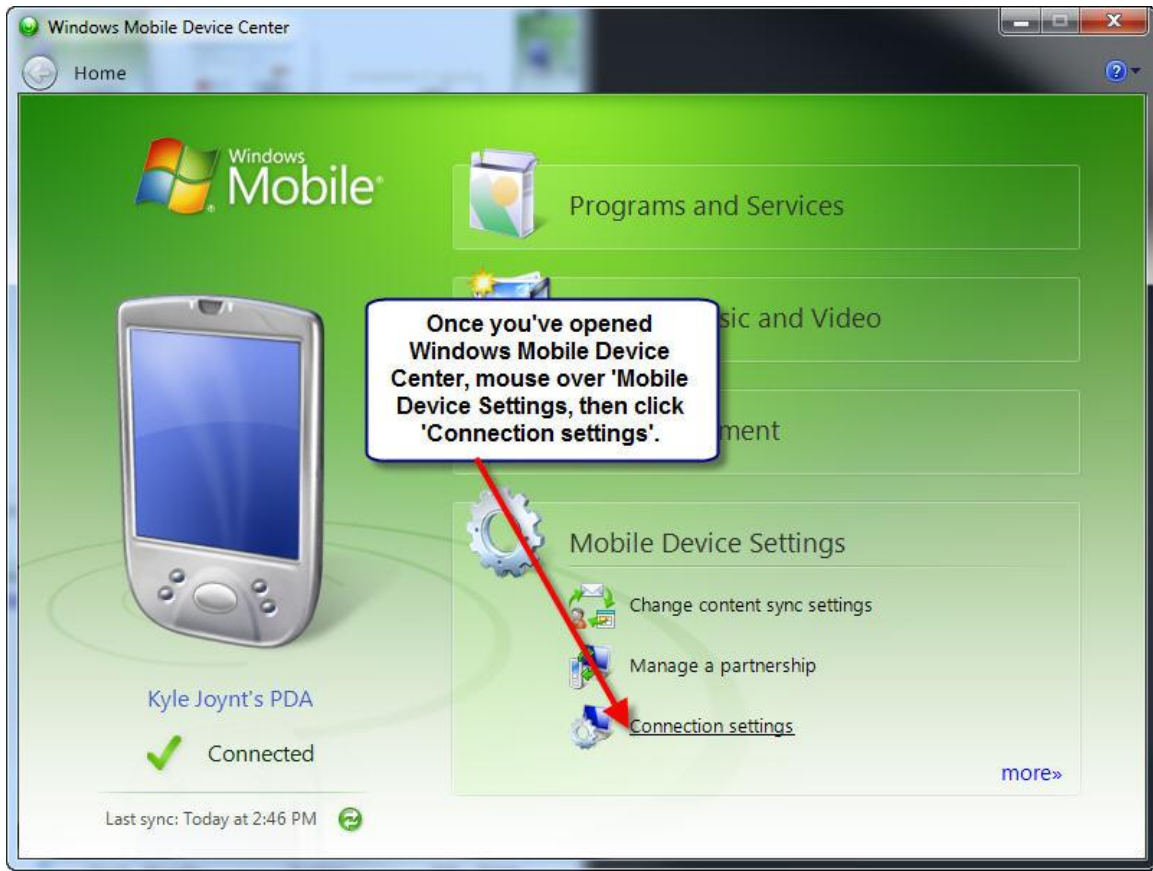 Windows Mobile Device Center
Home
Windows
Mobile
Programs and Services
sic and Video
Once you've opened
Windows Mobile Device
Center, mouse over 'Mobile
Device Settings, then click
'Connection settings'.
ment
Mobile Device Settings
Change content sync settings
Manage a partnership
Connection settings
more»
Kyle Joynt's PDA
Connected
Last sync: Today at 2:46 PM